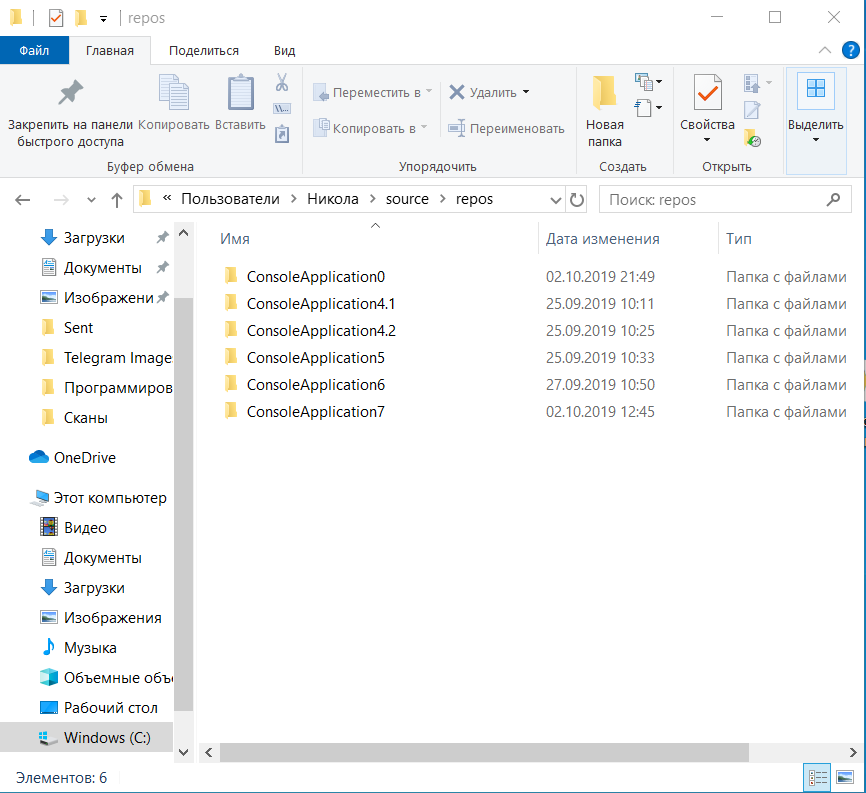 repos
Файл Главная Поделиться Вид
Закрепить на панели быстрого доступа
Копировать
Вставить
Буфер обмена
Переместить в
Копировать в
Удалить
Переименовать
Упорядочить
Новая папка
Создать
Свойства
Открыть
Выделить
« Пользователи > Никола > source > repos
Поиск: repos
Загрузки
Документы
Изображени
Sent
Telegram Image
Программиров
Сканы
OneDrive
Этот компьютер
Видео
Документы
Загрузки
Изображения
Музыка
Объемные объ
Рабочий стол
Windows (C:)
Имя Дата изменения Тип
ConsoleApplication0 02.10.2019 21:49 Папка с файлами
ConsoleApplication4.1 25.09.2019 10:11 Папка с файлами
ConsoleApplication4.2 25.09.2019 10:25 Папка с файлами
ConsoleApplication5 25.09.2019 10:33 Папка с файлами
ConsoleApplication6 27.09.2019 10:50 Папка с файлами
ConsoleApplication7 02.10.2019 12:45 Папка с файлами
Элементов: 6